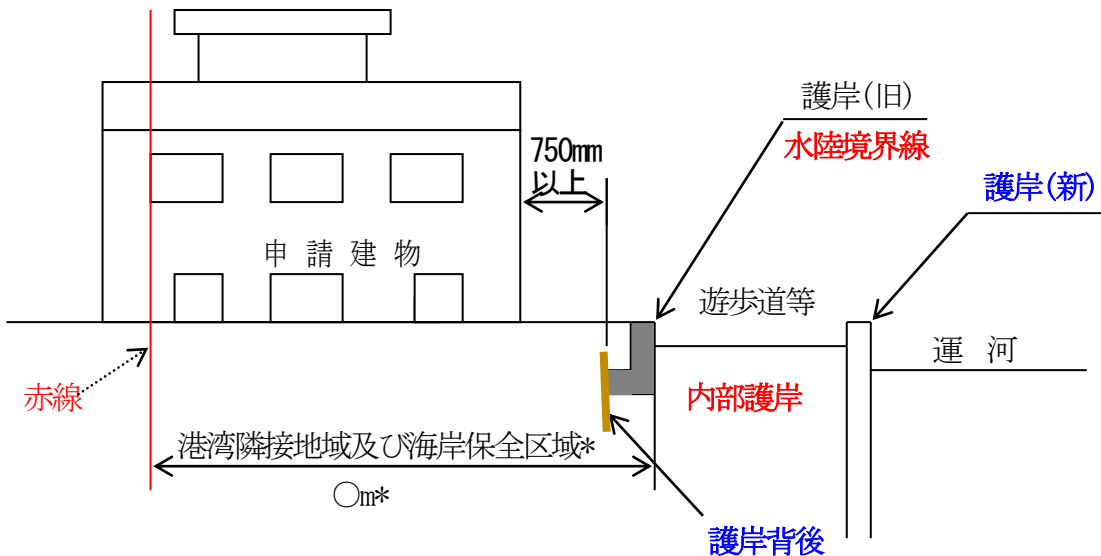 護岸(旧)
水陸境界線
750mm
以上
護岸(新)
申請建物
遊歩道等
運河
赤線
内部護岸
港湾隣接地域及び海岸保全区域*
○m*
護岸背後